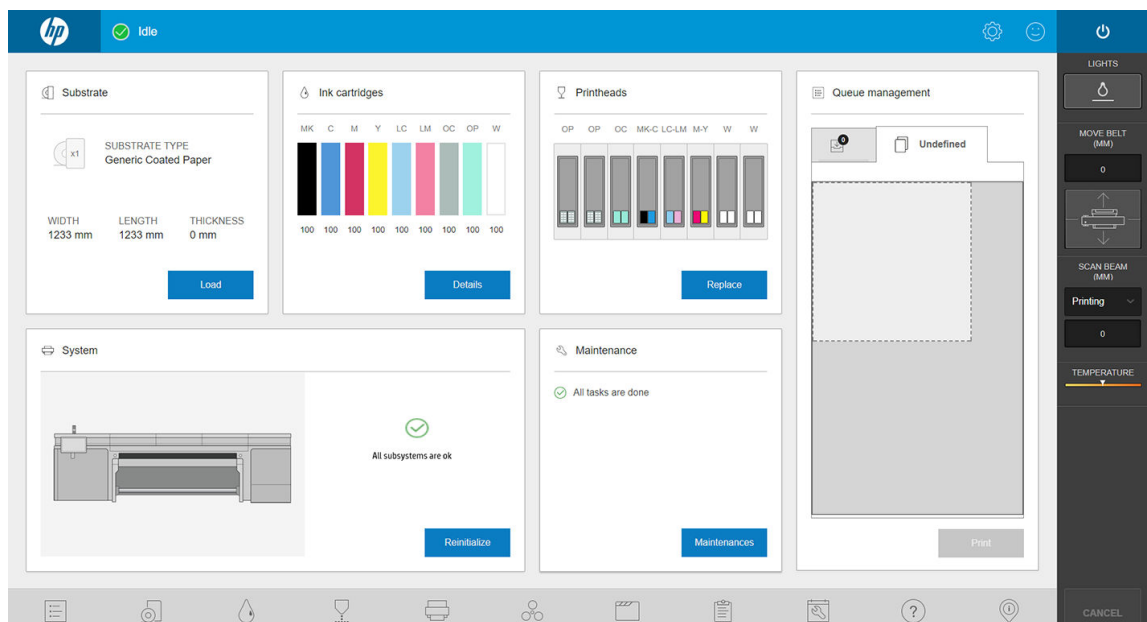 hp
Idle
Substrate
x1
SUBSTRATE TYPE
Generic Coated Paper
WIDTH LENGTH THICKNESS
1233 mm 1233 mm 0 mm
Load
Ink cartridges
MK C M Y LC LM OC OP W
100 100 100 100 100 100 100 100 100
Details
Printheads
OP OP OC MK-C LC-LM M-Y W W
Replace
Queue management
0
Undefined
Print
System
All subsystems are ok
Reinitialize
Maintenance
All tasks are done
Maintenances
LIGHTS
MOVE BELT
(MM)
0
SCAN BEAM
(MM)
Printing
0
TEMPERATURE
CANCEL
?